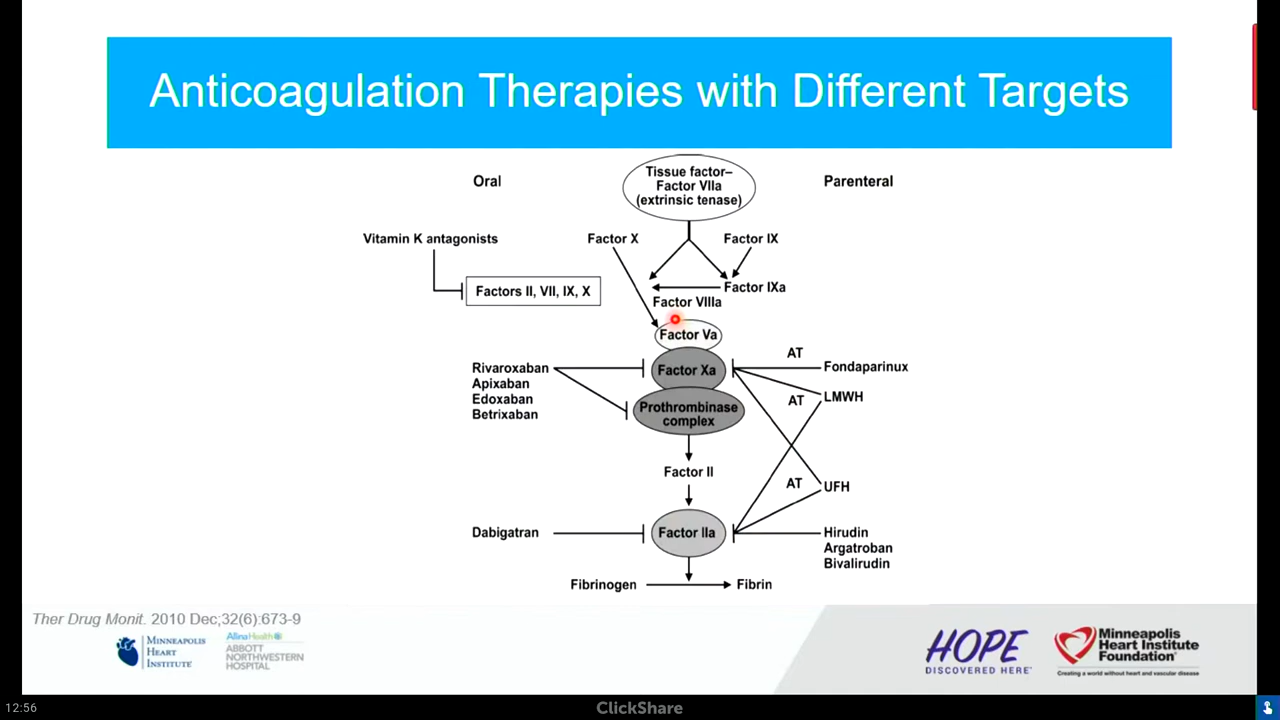 Anticoagulation Therapies with Different Targets
Oral
Tissue factor–
Factor VIIa
(extrinsic tenase)
Parenteral
Vitamin K antagonists
Factor X
Factor IX
Factors II, VII, IX, X
Factor IXa
Factor VIIIa
Factor Va
Rivaroxaban
Apixaban
Edoxaban
Betrixaban
Factor Xa
Prothrombinase
complex
AT
Fondaparinux
AT
LMWH
Factor II
AT
UFH
Dabigatran
Factor IIa
Hirudin
Argatroban
Bivalirudin
Fibrinogen
Fibrin
Ther Drug Monit. 2010 Dec;32(6):673-9
MINNEAPOLIS
HEART
INSTITUTE
AllinaHealth
ABBOTT
NORTHWESTERN
HOSPITAL
HOPE
DISCOVERED HERE™
Minneapolis
Heart Institute
Foundation®
Creating a world without heart and vascular disease
12:56
ClickShare